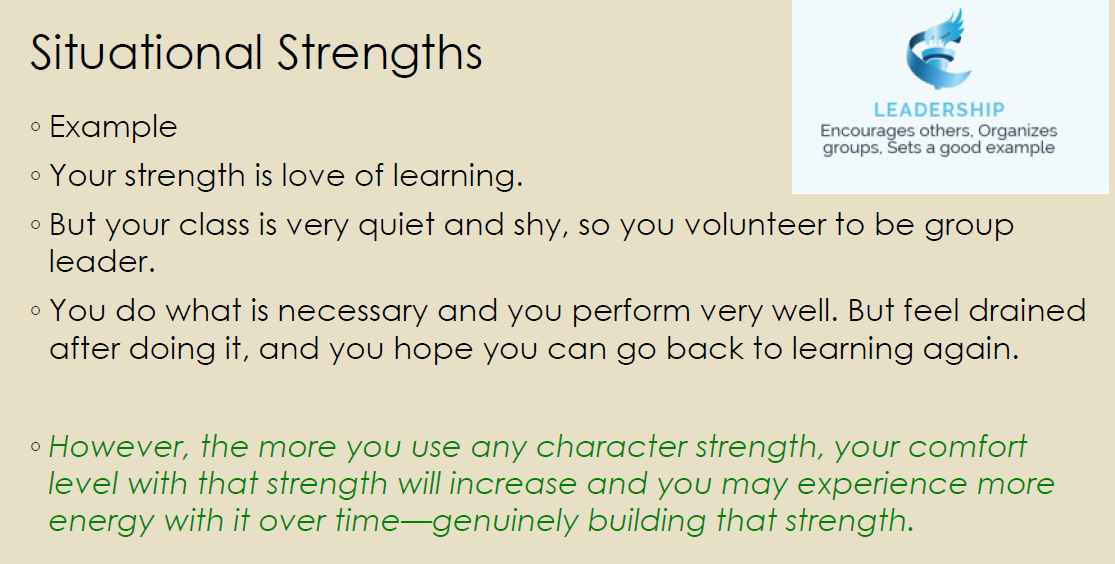 Situational Strengths
LEADERSHIP
Encourages others, Organizes
groups, Sets a good example
◦ Example
◦ Your strength is love of learning.
◦ But your class is very quiet and shy, so you volunteer to be group
leader.
◦ You do what is necessary and you perform very well. But feel drained
after doing it, and you hope you can go back to learning again.
◦ However, the more you use any character strength, your comfort
level with that strength will increase and you may experience more
energy with it over time—genuinely building that strength.